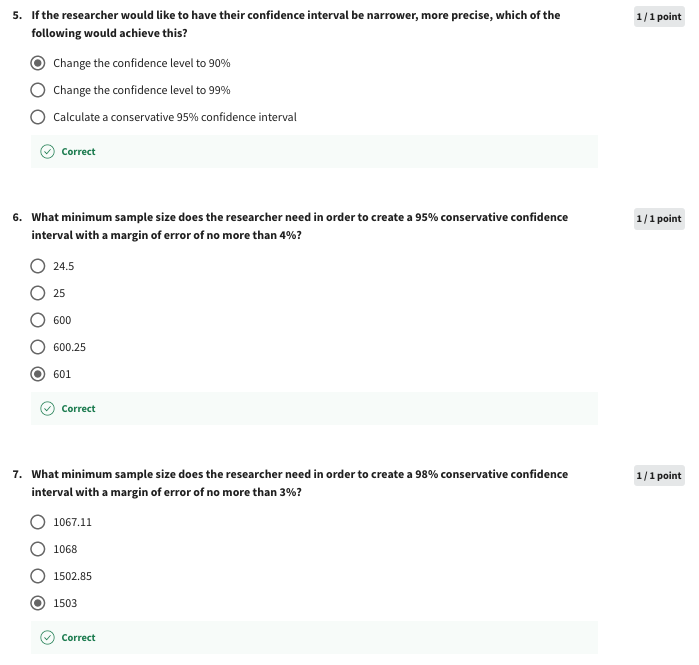 5. If the researcher would like to have their confidence interval be narrower, more precise, which of the
1 / 1 point
following would achieve this?
Change the confidence level to 90%
Change the confidence level to 99%
Calculate a conservative 95% confidence interval
Correct
6. What minimum sample size does the researcher need in order to create a 95% conservative confidence
1 / 1 point
interval with a margin of error of no more than 4%?
24.5
25
600
600.25
601
Correct
7. What minimum sample size does the researcher need in order to create a 98% conservative confidence
1 / 1 point
interval with a margin of error of no more than 3%?
1067.11
1068
1502.85
1503
Correct